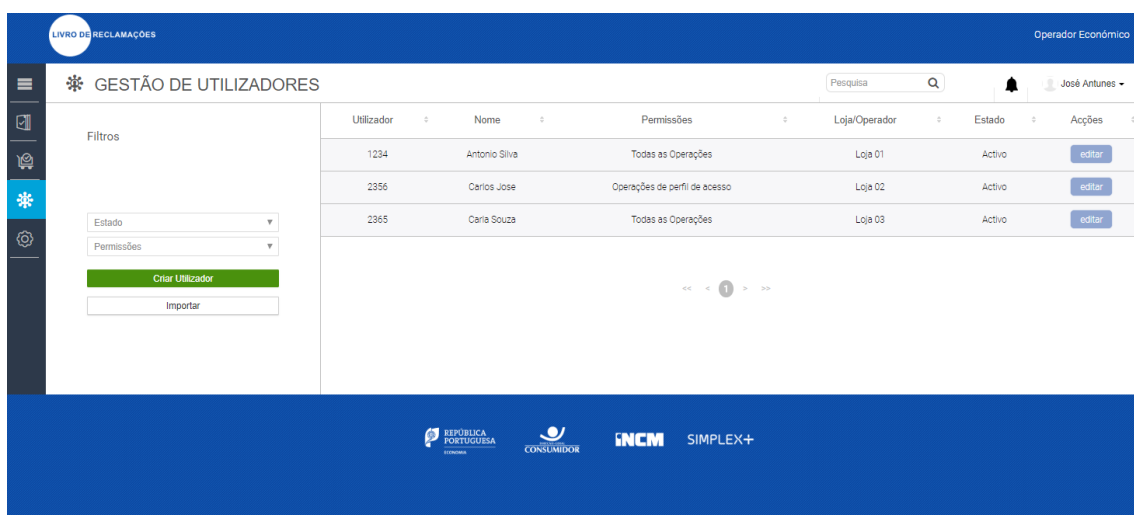 LIVRO DE RECLAMAÇÕES
Operador Económico
GESTÃO DE UTILIZADORES
Pesquisa
José Antunes
Filtros
Estado
Permissões
Criar Utilizador
Importar
Utilizador Nome Permissões Loja/Operador Estado Acções
1234 Antonio Silva Todas as Operações Loja 01 Activo editar
2356 Carlos Jose Operações de perfil de acesso Loja 02 Activo editar
2365 Carla Souza Todas as Operações Loja 03 Activo editar
<< < 1 > >>
REPÚBLICA
PORTUGUESA
ECONOMIA
CONSUMIDOR
INCM
SIMPLEX+